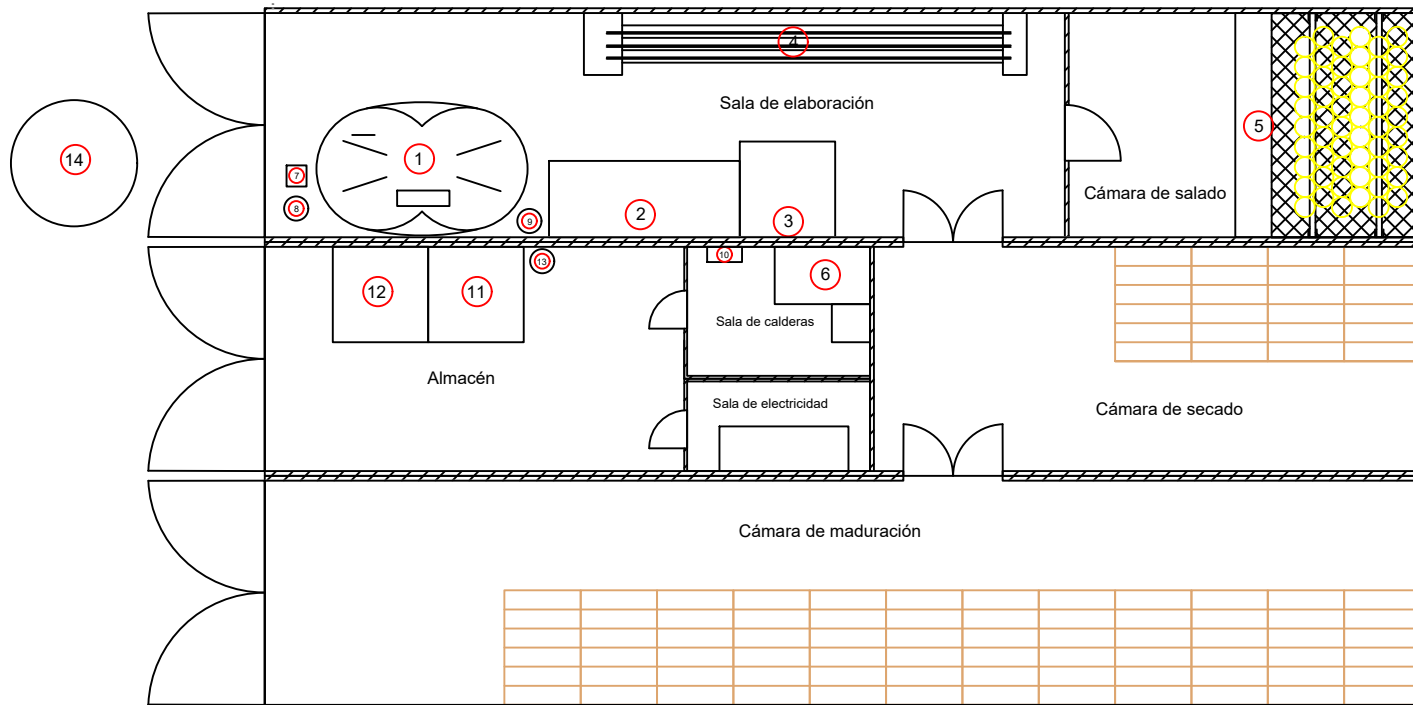 4
Sala de elaboración
5
14
1
7
8
9
2
3
Cámara de salado
10
13
12
11
6
Sala de calderas
Almacén
Sala de electricidad
Cámara de secado
Cámara de maduración